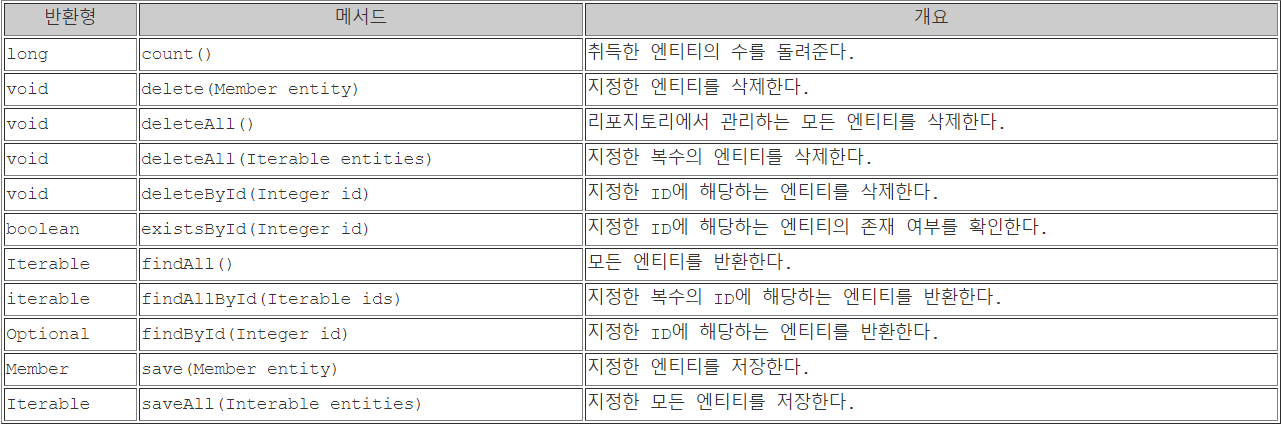 반환형 메서드 개요
long count() 취득한 엔티티의 수를 돌려준다.
void delete(Member entity) 지정한 엔티티를 삭제한다.
void deleteAll() 리포지토리에서 관리하는 모든 엔티티를 삭제한다.
void deleteAll(Iterable entities) 지정한 복수의 엔티티를 삭제한다.
void deleteById(Integer id) 지정한 ID에 해당하는 엔티티를 삭제한다.
boolean existsById(Integer id) 지정한 ID에 해당하는 엔티티의 존재 여부를 확인한다.
Iterable findAll() 모든 엔티티를 반환한다.
iterable findAllById(Iterable ids) 지정한 복수의 ID에 해당하는 엔티티를 반환한다.
Optional findById(Integer id) 지정한 ID에 해당하는 엔티티를 반환한다.
Member save(Member entity) 지정한 엔티티를 저장한다.
Iterable saveAll(Interable entities) 지정한 모든 엔티티를 저장한다.